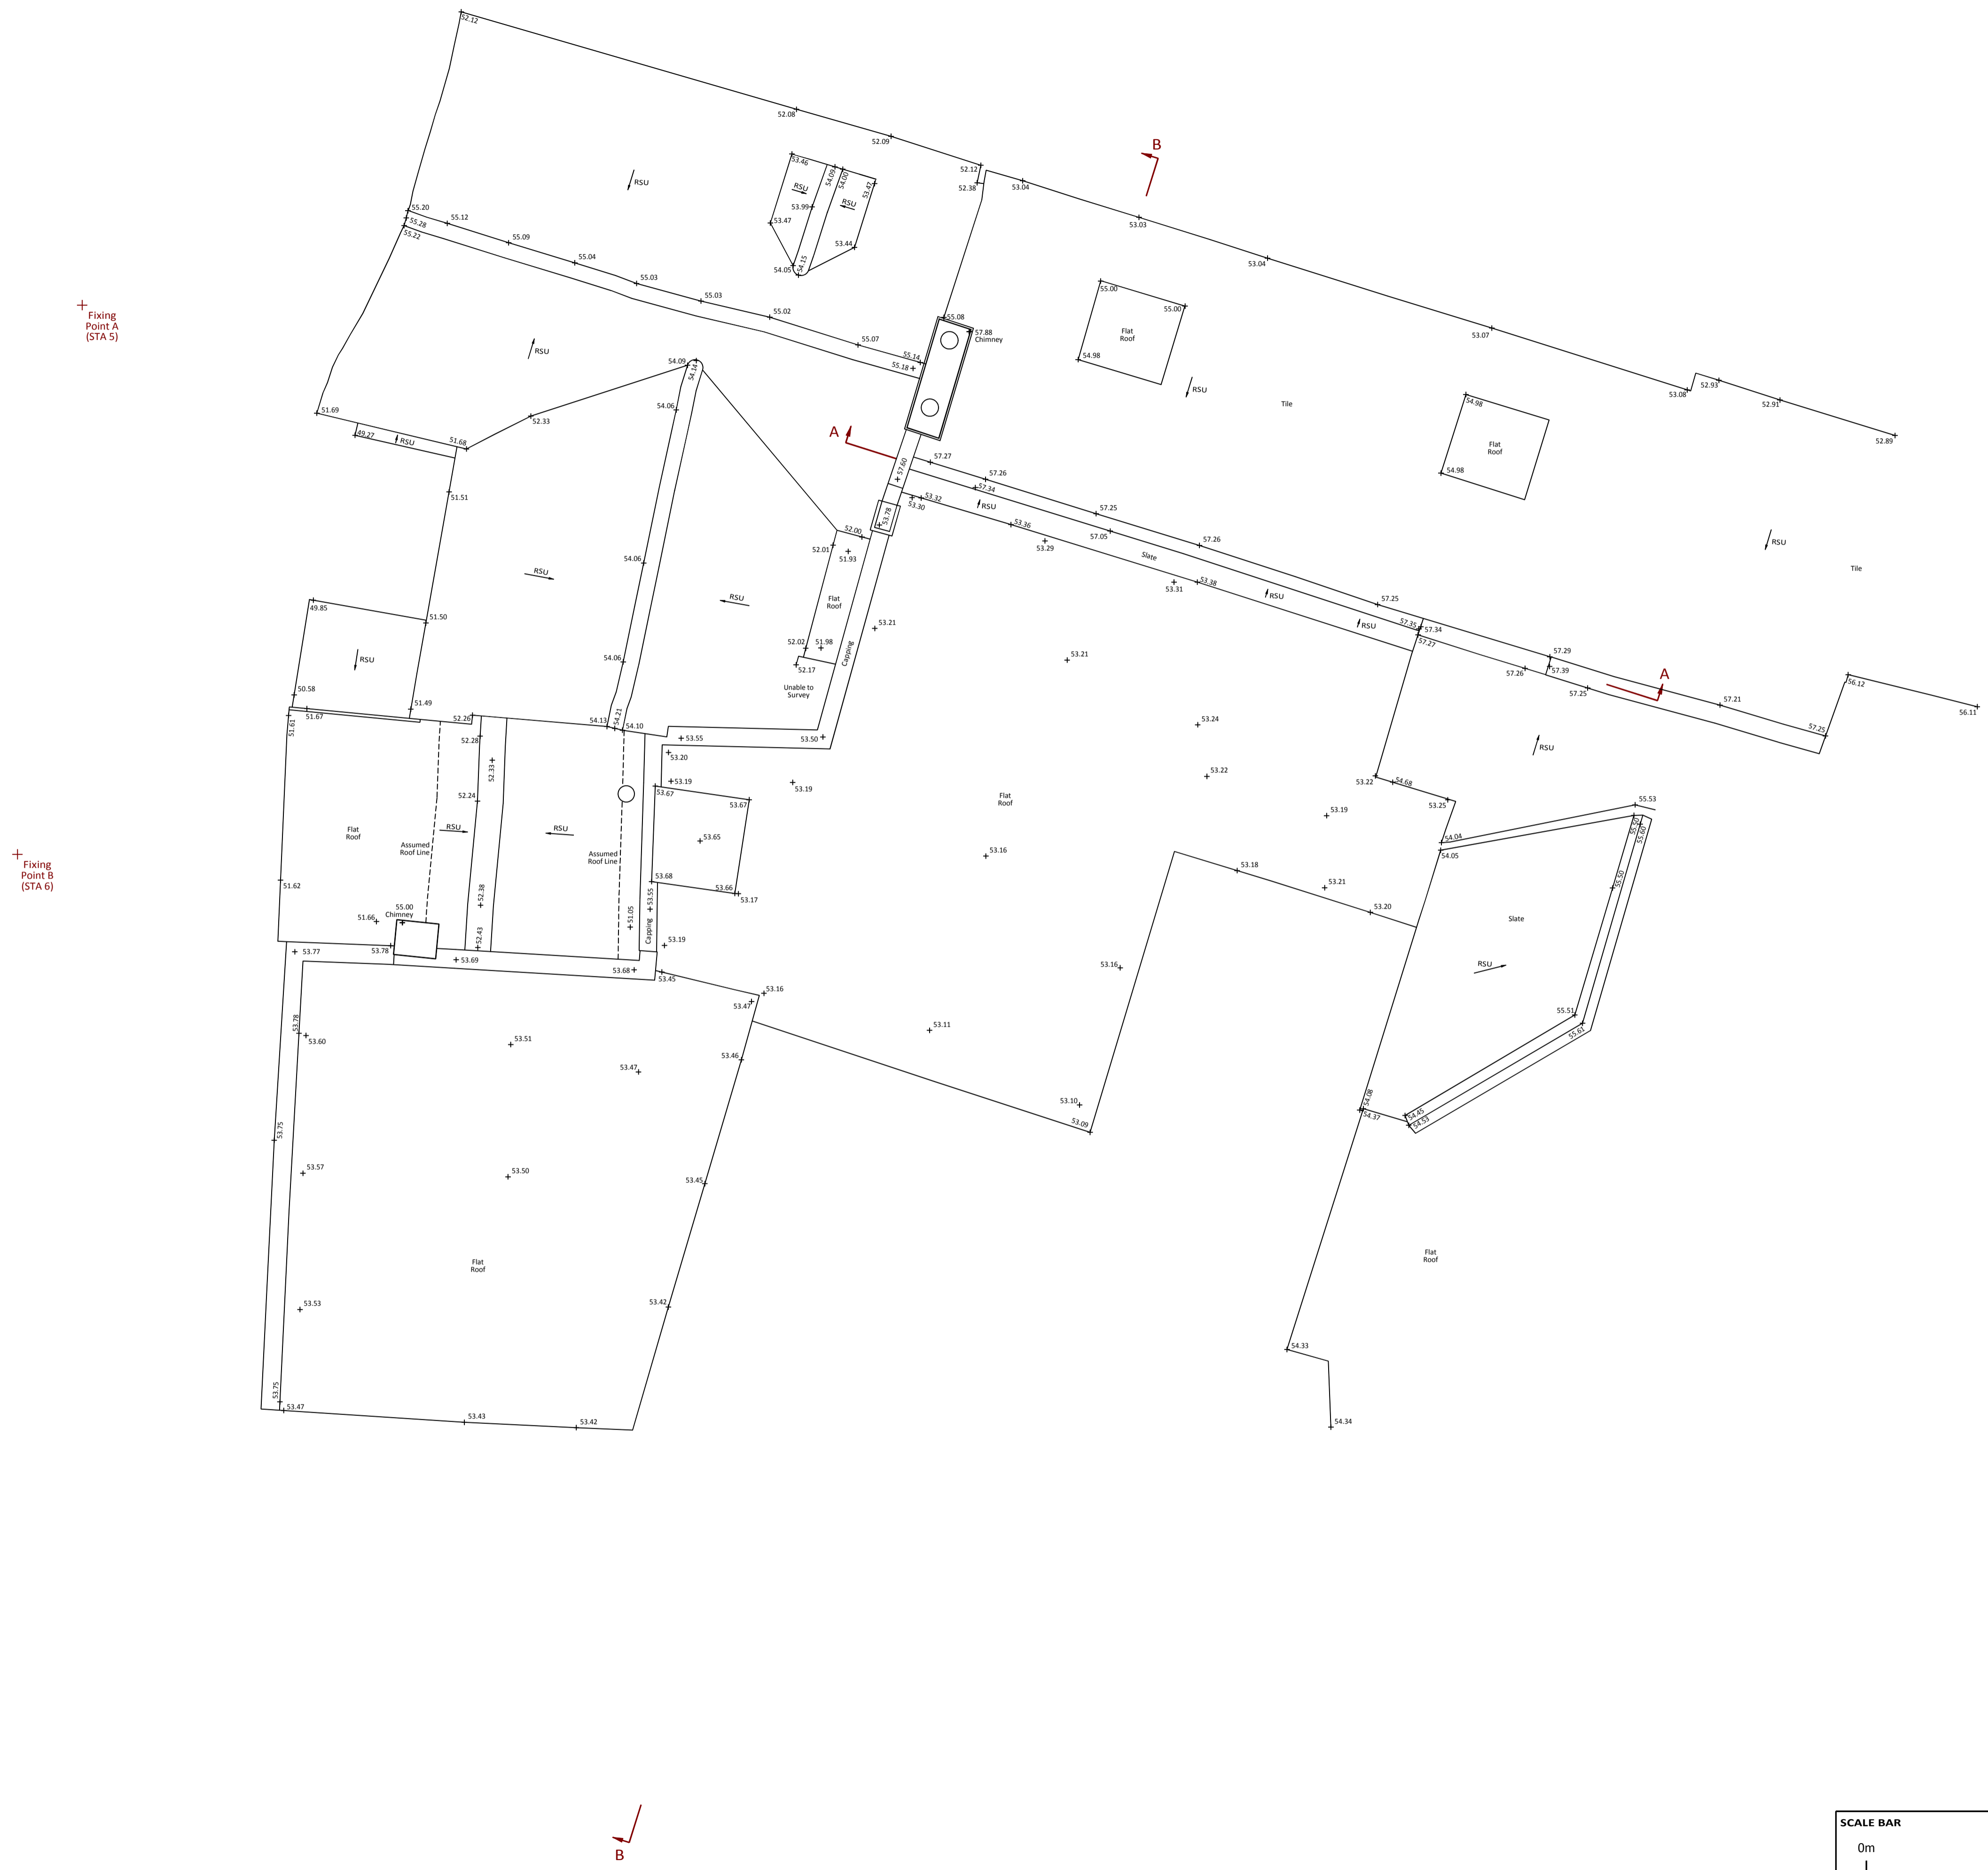 52.12
52.08
52.09
52.12
52.38
B
53.04
53.03
53.04
53.46
54.09
54.00
53.47
RSU
RSU
RSU
53.99
53.47
53.44
54.05
54.15
55.20
55.28
55.22
55.12
55.09
55.04
55.03
55.03
55.02
55.07
55.14
55.18
55.08
57.88
Chimney
55.00
55.00
Flat
Roof
54.98
53.07
53.08
52.93
52.91
52.89
Fixing
Point A
(STA 5)
RSU
RSU
Tile
54.98
Flat
Roof
54.98
54.09
54.14
54.06
52.33
51.69
49.27
RSU
51.68
51.51
A
57.60
57.27
57.26
57.34
RSU
53.32
53.30
53.78
53.36
53.29
57.25
57.05
57.26
Slate
53.38
53.31
RSU
RSU
Tile
52.00
52.01
51.93
54.06
RSU
RSU
Flat
Roof
53.21
57.25
57.35
57.34
57.27
RSU
49.85
51.50
RSU
52.02
51.98
52.17
Capping
Unable to
Survey
53.21
57.29
57.39
57.26
57.25
A
57.21
57.25
56.12
56.11
54.06
50.58
51.67
51.61
51.49
52.26
52.28
54.13
54.21
54.10
53.55
53.50
53.20
53.19
53.24
RSU
52.33
52.24
53.67
53.67
53.19
53.22
53.22
54.68
53.25
55.53
Flat
Roof
53.19
Flat
Roof
Assumed
Roof Line
RSU
RSU
Assumed
Roof Line
53.65
53.16
54.04
54.05
55.50
55.60
Fixing
Point B
(STA 6)
51.62
53.68
53.66
53.17
53.18
53.21
53.20
55.50
Slate
52.38
53.55
51.05
Capping
55.00
Chimney
51.66
52.43
53.78
53.77
53.69
53.68
53.19
53.45
53.16
53.47
53.16
RSU
53.78
53.60
53.51
53.47
53.46
53.11
55.51
55.61
53.10
53.09
54.08
54.37
54.45
54.53
53.75
53.57
53.50
53.45
Flat
Roof
Flat
Roof
53.53
53.42
54.33
53.75
53.47
53.43
53.42
54.34
B
SCALE BAR
0m